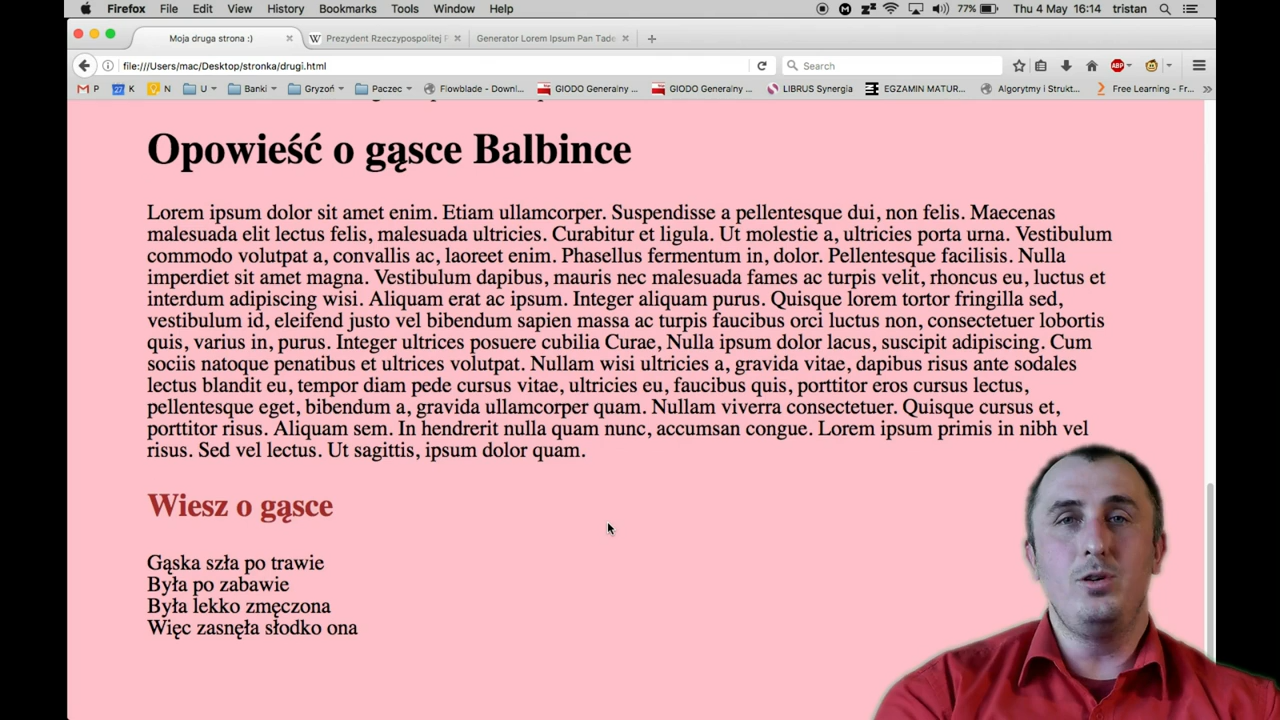 Firefox File Edit View History Bookmarks Tools Window Help 77% Thu 4 May 16:14 tristan
Moja druga strona :) Prezydent Rzeczypospolitej Generator Lorem Ipsum Pan Tade
file:///Users/mac/Desktop/stronka/drugi.html Search
P K N U Banki Gryzoń Paczec Flowblade - Downl... GIODO Generalny ... GIODO Generalny ... LIBRUS Synergia EGZAMIN MATUR... Algorytmy i Strukt... Free Learning - Fr...
Opowieść o gąsce Balbince
Lorem ipsum dolor sit amet enim. Etiam ullamcorper. Suspendisse a pellentesque dui, non felis. Maecenas
malesuada elit lectus felis, malesuada ultricies. Curabitur et ligula. Ut molestie a, ultricies porta urna. Vestibulum
commodo volutpat a, convallis ac, laoreet enim. Phasellus fermentum in, dolor. Pellentesque facilisis. Nulla
imperdiet sit amet magna. Vestibulum dapibus, mauris nec malesuada fames ac turpis velit, rhoncus eu, luctus et
interdum adipiscing wisi. Aliquam erat ac ipsum. Integer aliquam purus. Quisque lorem tortor fringilla sed,
vestibulum id, eleifend justo vel bibendum sapien massa ac turpis faucibus orci luctus non, consectetuer lobortis
quis, varius in, purus. Integer ultrices posuere cubilia Curae, Nulla ipsum dolor lacus, suscipit adipiscing. Cum
sociis natoque penatibus et ultrices volutpat. Nullam wisi ultricies a, gravida vitae, dapibus risus ante sodales
lectus blandit eu, tempor diam pede cursus vitae, ultricies eu, faucibus quis, porttitor eros cursus lectus,
pellentesque eget, bibendum a, gravida ullamcorper quam. Nullam viverra consectetuer. Quisque cursus et,
porttitor risus. Aliquam sem. In hendrerit nulla quam nunc, accumsan congue. Lorem ipsum primis in nibh vel
risus. Sed vel lectus. Ut sagittis, ipsum dolor quam.
Wiesz o gąsce
Gąska szła po trawie
Była po zabawie
Była lekko zmęczona
Więc zasnęła słodko ona